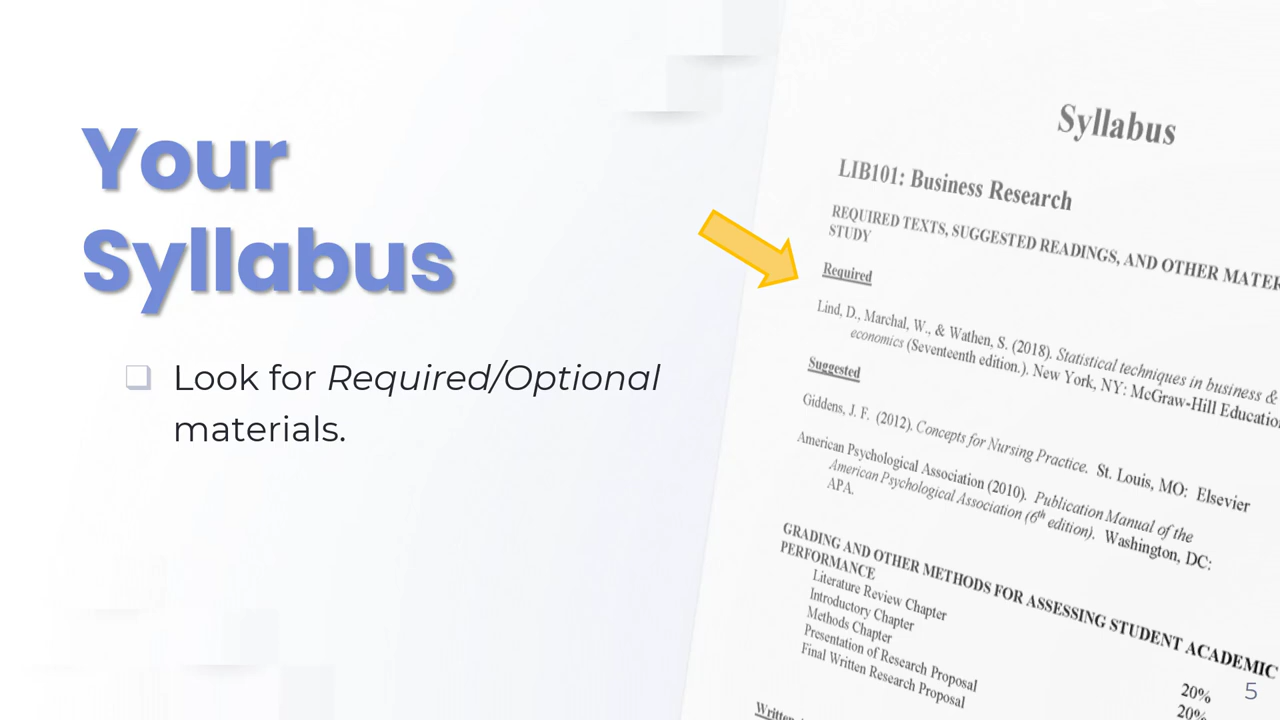 Your
Syllabus
Look for Required/Optional
materials.
Syllabus
LIB101: Business Research
REQUIRED TEXTS, SUGGESTED READINGS, AND OTHER MATER
STUDY
Required
Lind, D., Marchal, W., & Wathen, S. (2018). Statistical techniques in business &
economics (Seventeenth edition.). New York, NY: McGraw-Hill Educatio
Suggested
Giddens, J. F. (2012). Concepts for Nursing Practice. St. Louis, MO: Elsevier
American Psychological Association (2010). Publication Manual of the
American Psychological Association (6th edition). Washington, DC:
APA.
GRADING AND OTHER METHODS FOR ASSESSING STUDENT ACADEMIC
PERFORMANCE
Literature Review Chapter
Introductory Chapter
Methods Chapter
Presentation of Research Proposal
Final Written Research Proposal
20%
20%
Written
5